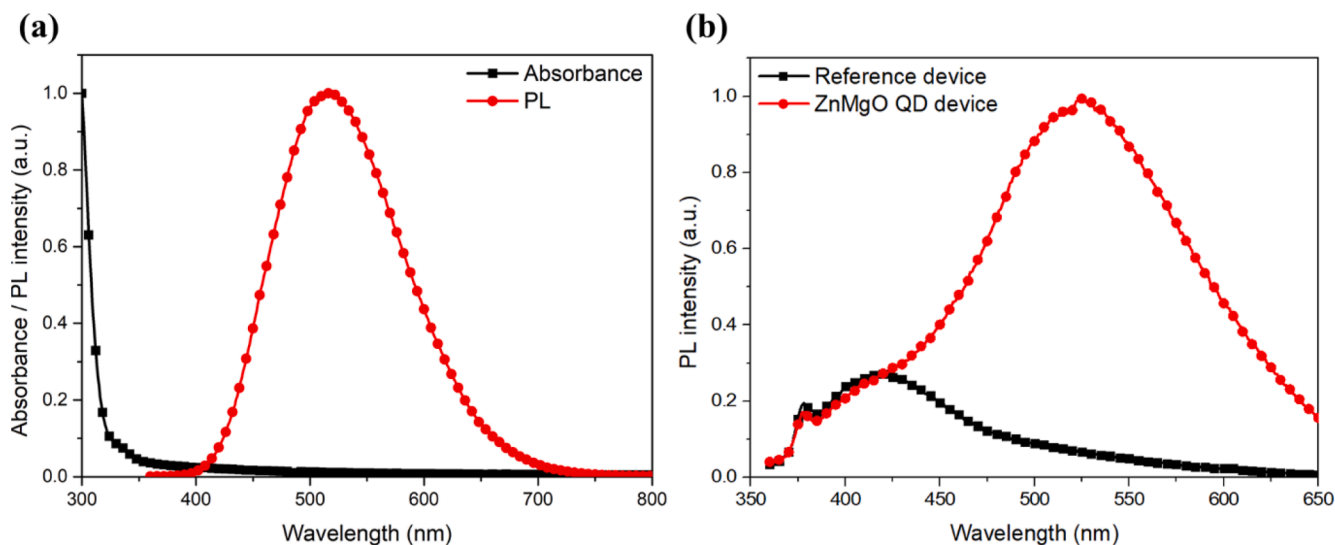 (a)
Absorbance
PL
Absorbance / PL intensity (a.u.)
1.0
0.8
0.6
0.4
0.2
0.0
300 400 500 600 700 800
Wavelength (nm)
(b)
Reference device
ZnMgO QD device
PL intensity (a.u.)
1.0
0.8
0.6
0.4
0.2
0.0
350 400 450 500 550 600 650
Wavelength (nm)